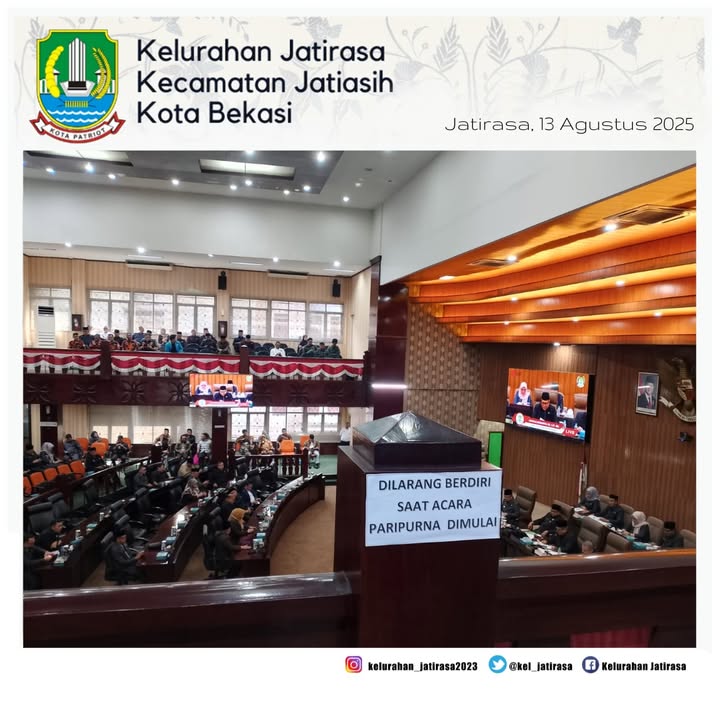 Kelurahan Jatirasa
Kecamatan Jatiasih
Kota Bekasi
KOTA PATRIOT
Jatirasa, 13 Agustus 2025
DILARANG BERDIRI
SAAT ACARA
PARIPURNA DIMULAI
LIVE
kelurahan_jatirasa2023
@kel_jatirasa
Kelurahan Jatirasa